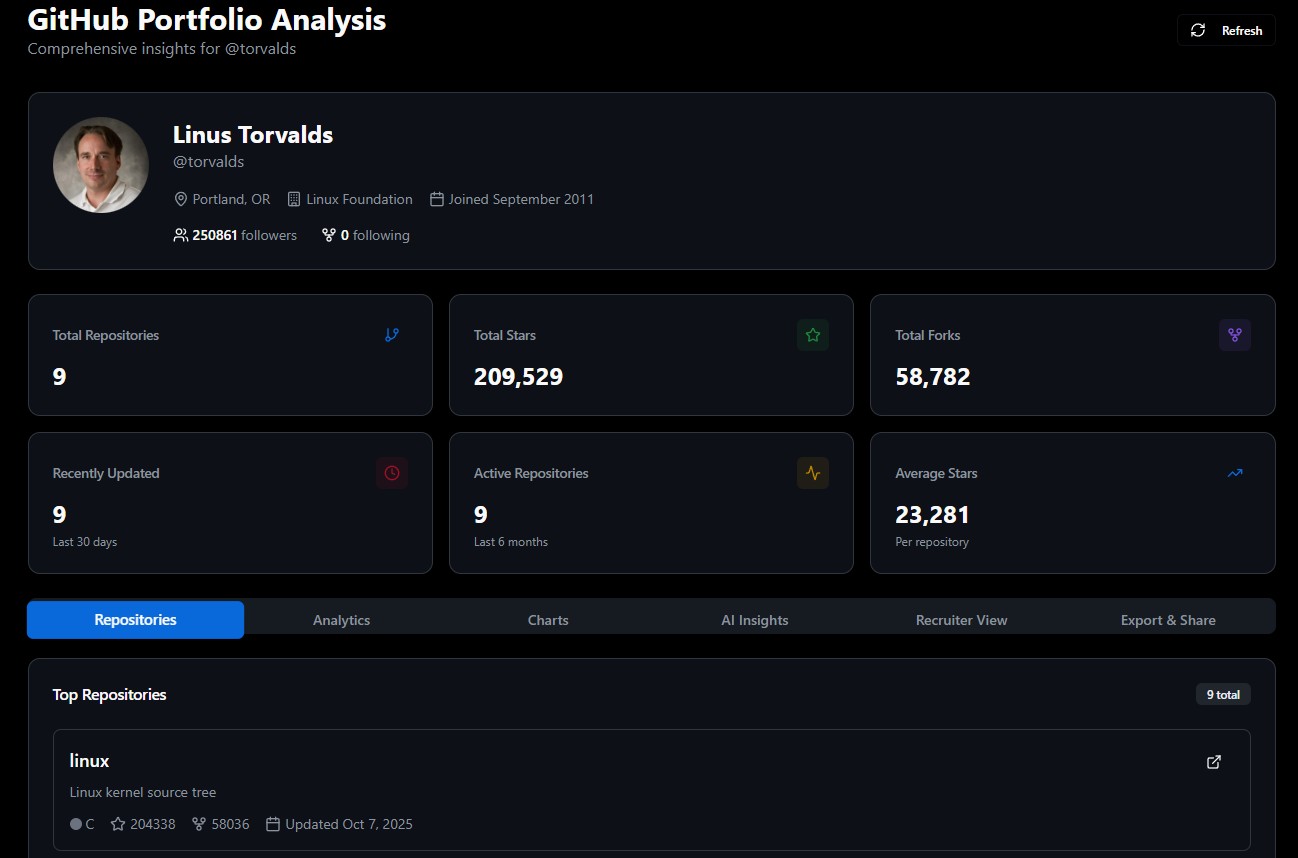 GitHub Portfolio Analysis
Comprehensive insights for @torvalds
Refresh
Linus Torvalds
@torvalds
Portland, OR Linux Foundation Joined September 2011
250861 followers 0 following
Total Repositories
9
Total Stars
209,529
Total Forks
58,782
Recently Updated
9
Last 30 days
Active Repositories
9
Last 6 months
Average Stars
23,281
Per repository
Repositories Analytics Charts AI Insights Recruiter View Export & Share
Top Repositories
9 total
linux
Linux kernel source tree
C 204338 58036 Updated Oct 7, 2025